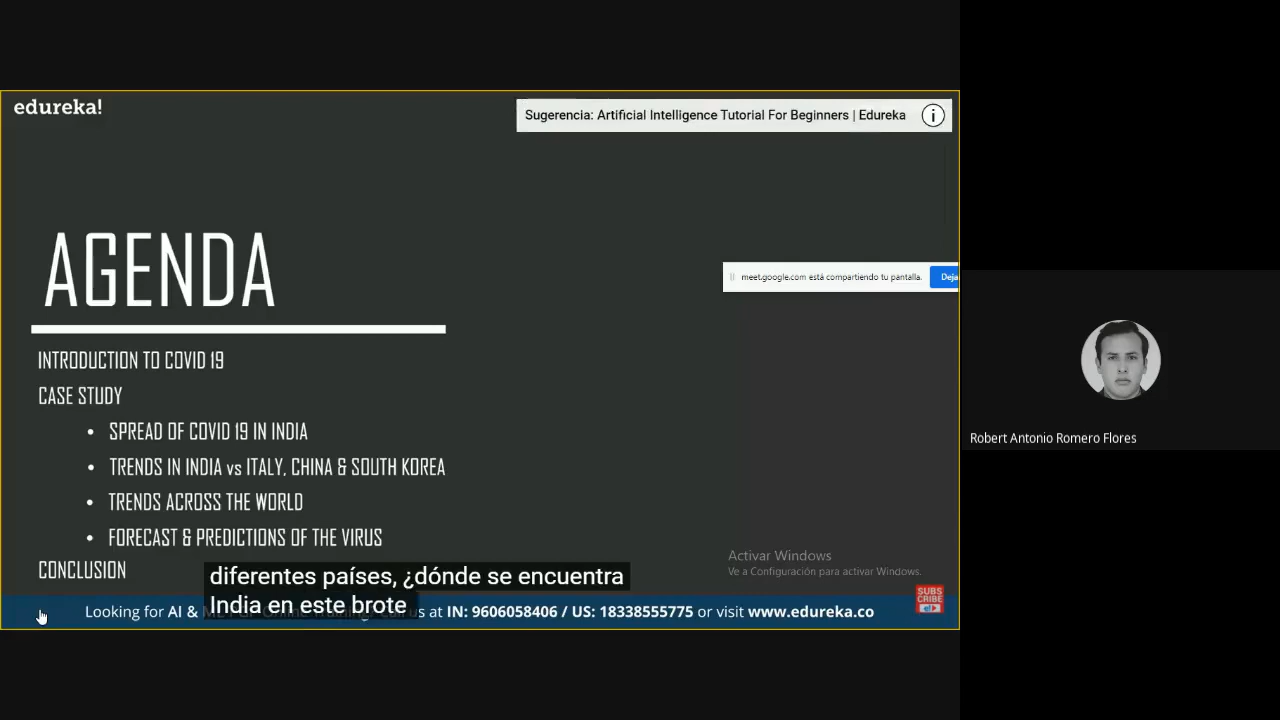 edureka!
Sugerencia: Artificial Intelligence Tutorial For Beginners | Edureka
AGENDA
meet.google.com está compartiendo tu pantalla.
Deja
INTRODUCTION TO COVID 19
CASE STUDY
• SPREAD OF COVID 19 IN INDIA
• TRENDS IN INDIA vs ITALY, CHINA & SOUTH KOREA
• TRENDS ACROSS THE WORLD
• FORECAST & PREDICTIONS OF THE VIRUS
CONCLUSION
Robert Antonio Romero Flores
Activar Windows
Ve a Configuración para activar Windows.
diferentes países, ¿dónde se encuentra
India en este brote
SUBS
CRIBE
Looking for AI & us at IN: 9606058406 / US: 18338555775 or visit www.edureka.co